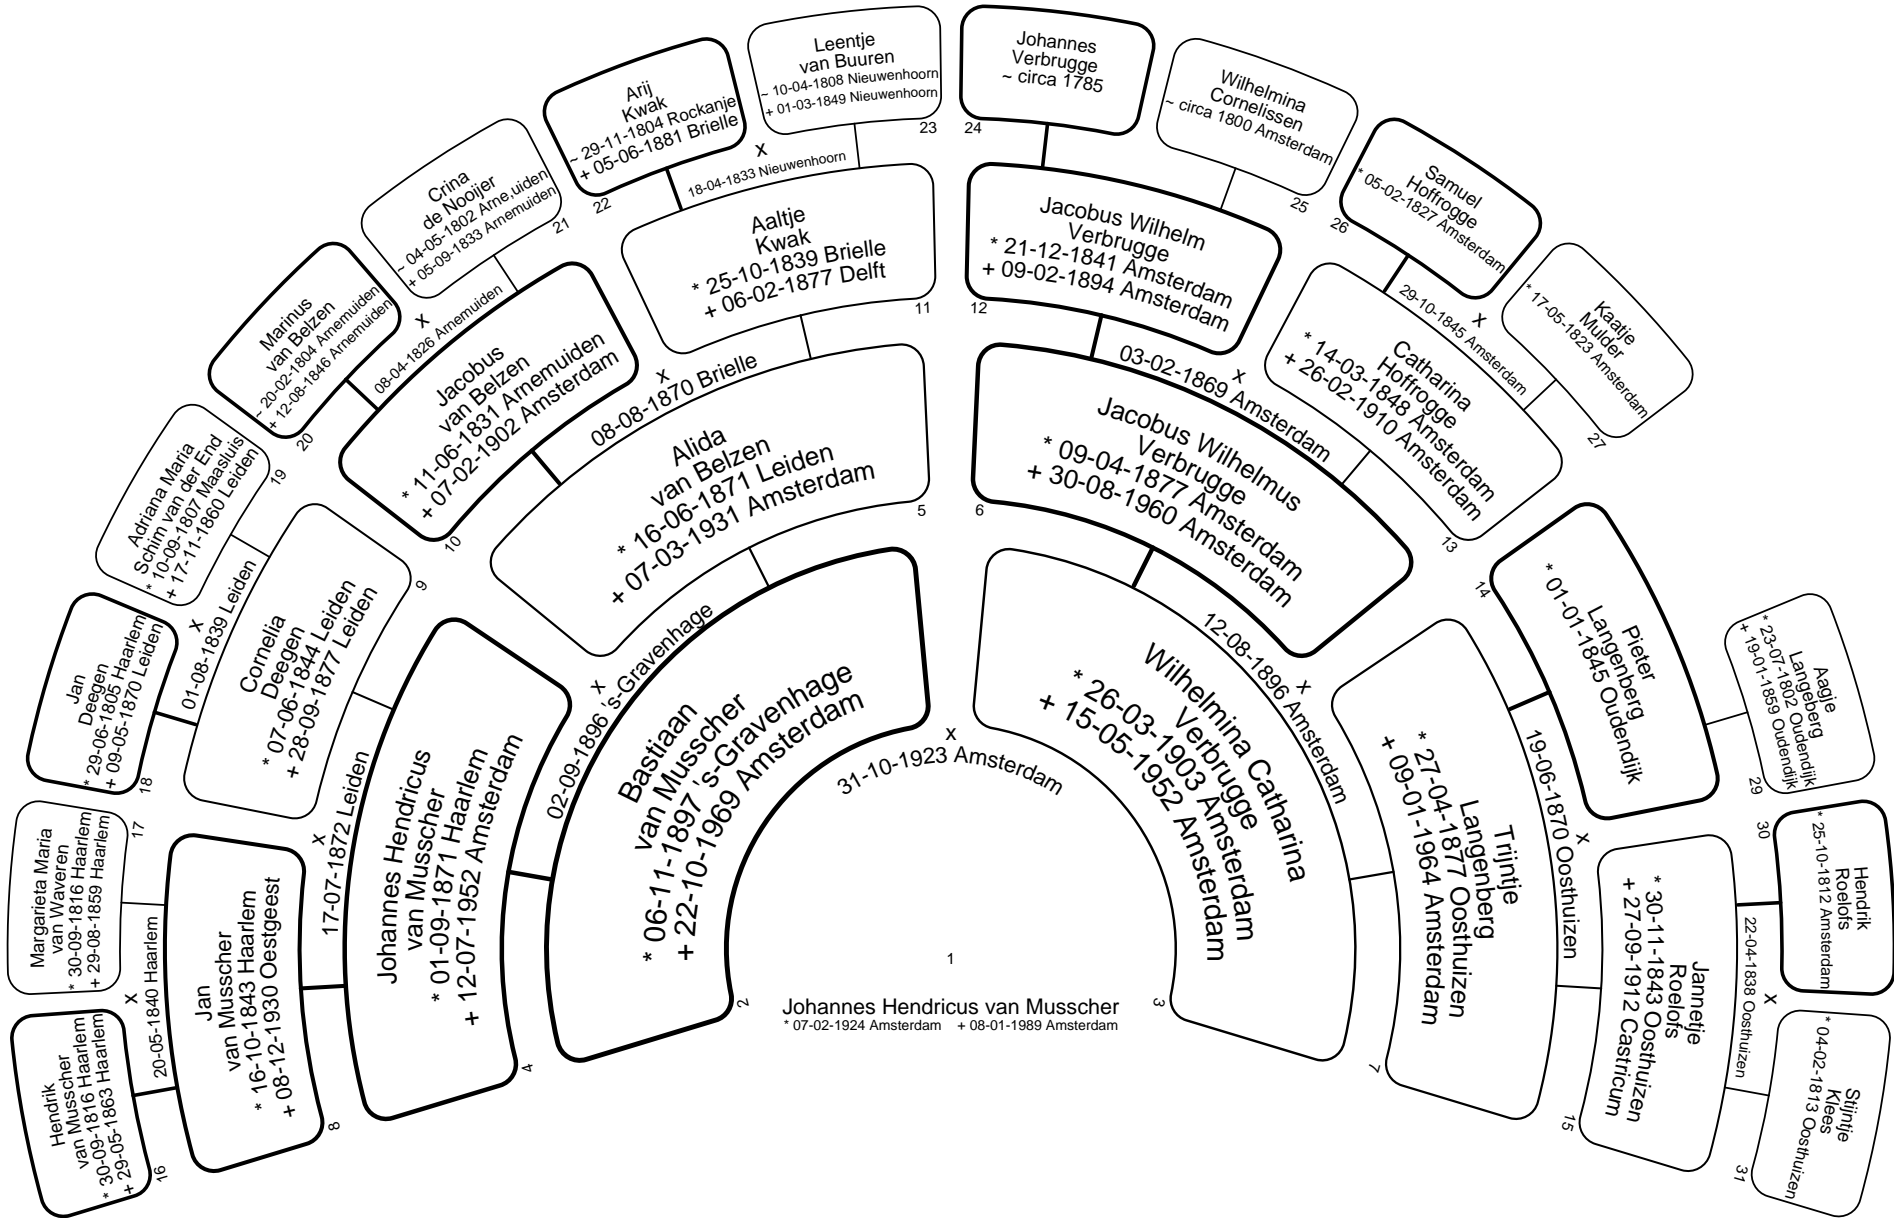 1
Johannes Hendricus van Musscher
* 07-02-1924 Amsterdam + 08-01-1989 Amsterdam
Bastiaan
van Musscher
* 06-11-1897 's-Gravenhage
+ 22-10-1969 Amsterdam
2
x
31-10-1923 Amsterdam
Wilhelmina Catharina
Verbrugge
* 26-03-1903 Amsterdam
+ 15-05-1952 Amsterdam
3
Johannes Hendricus
van Musscher
* 01-09-1871 Haarlem
+ 12-07-1952 Amsterdam
4
x
02-09-1896 's-Gravenhage
Alida
van Belzen
* 16-06-1871 Leiden
+ 07-03-1931 Amsterdam
5
Jacobus Wilhelmus
Verbrugge
* 09-04-1877 Amsterdam
+ 30-08-1960 Amsterdam
6
x
12-08-1896 Amsterdam
Trijntje
Langenberg
* 27-04-1877 Oosthuizen
+ 09-01-1964 Amsterdam
7
Jan
van Musscher
* 16-10-1843 Haarlem
+ 08-12-1930 Oestgeest
8
x
17-07-1872 Leiden
Cornelia
Deegen
* 07-06-1844 Leiden
+ 28-09-1877 Leiden
9
Jacobus
van Belzen
* 11-06-1831 Arnemuiden
+ 07-02-1902 Amsterdam
10
x
08-08-1870 Brielle
Aaltje
Kwak
* 25-10-1839 Brielle
+ 06-02-1877 Delft
11
Jacobus Wilhelm
Verbrugge
* 21-12-1841 Amsterdam
+ 09-02-1894 Amsterdam
12
x
03-02-1869 Amsterdam
Catharina
Hoffrogge
* 14-03-1848 Amsterdam
+ 26-02-1910 Amsterdam
13
Pieter
Langenberg
* 01-01-1845 Oudendijk
14
x
19-06-1870 Oosthuizen
Jannetje
Roelofs
* 30-11-1843 Oosthuizen
+ 27-09-1912 Castricum
15
Hendrik
van Musscher
* 30-09-1816 Haarlem
+ 29-05-1863 Haarlem
16
x
20-05-1840 Haarlem
Margarieta Maria
van Waveren
* 30-09-1816 Haarlem
+ 29-08-1859 Haarlem
17
Jan
Deegen
* 29-06-1805 Haarlem
+ 09-05-1870 Leiden
18
x
01-08-1839 Leiden
Adriana Maria
Schim van der End
* 10-09-1807 Maasluis
+ 17-11-1860 Leiden
19
Marinus
van Belzen
~ 20-02-1804 Arnemuiden
+ 12-08-1846 Arnemuiden
20
x
08-04-1826 Arnemuiden
Crina
de Nooijer
~ 04-05-1802 Arne,uiden
+ 05-09-1833 Arnemuiden
21
Arij
Kwak
~ 29-11-1804 Rockanje
+ 05-06-1881 Brielle
22
x
18-04-1833 Nieuwenhoorn
Leentje
van Buuren
~ 10-04-1808 Nieuwenhoorn
+ 01-03-1849 Nieuwenhoorn
23
Johannes
Verbrugge
~ circa 1785
24
Wilhelmina
Cornelissen
~ circa 1800 Amsterdam
25
Samuel
Hoffrogge
* 05-02-1827 Amsterdam
26
x
29-10-1845 Amsterdam
Kaatje
Mulder
* 17-05-1823 Amsterdam
27
Aagje
Langeberg
* 23-07-1802 Oudendijk
+ 19-01-1859 Oudendijk
29
Hendrik
Roelofs
* 25-10-1812 Amsterdam
30
x
22-04-1838 Oosthuizen
Stijntje
Klees
* 04-02-1813 Oosthuizen
31